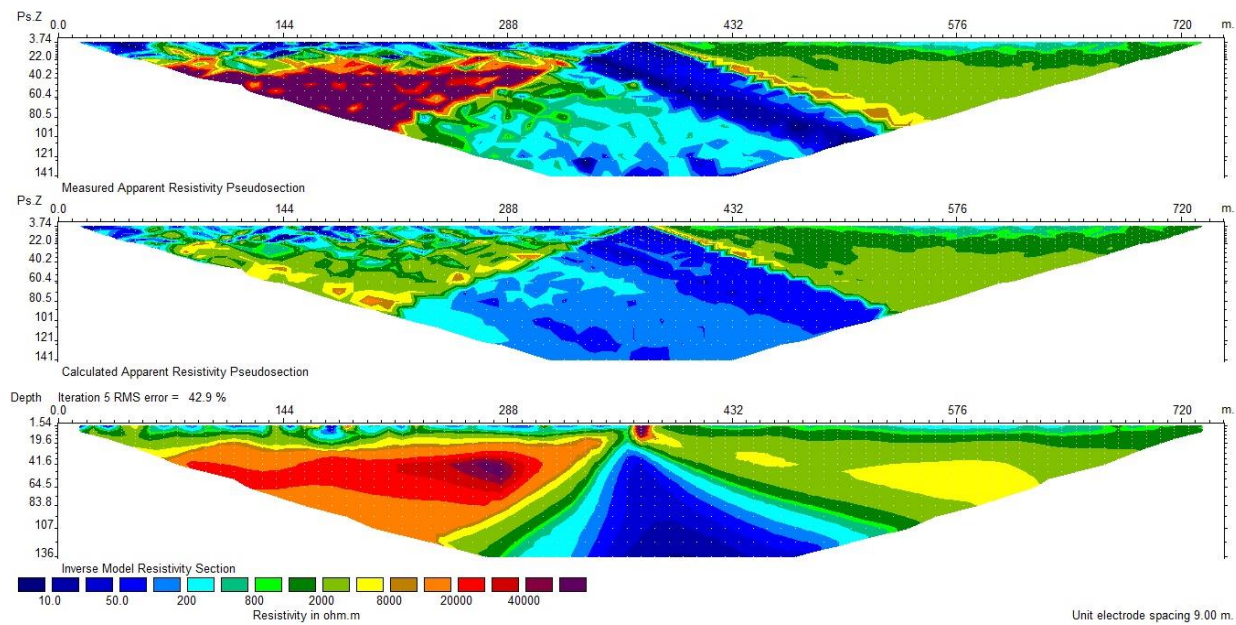 Ps.Z 0.0 144 288 432 576 720 m.
3.74
22.0
40.2
60.4
80.5
101.
121.
141.
Measured Apparent Resistivity Pseudosection
Ps.Z 0.0 144 288 432 576 720 m.
3.74
22.0
40.2
60.4
80.5
101.
121.
141.
Calculated Apparent Resistivity Pseudosection
Depth Iteration 5 RMS error = 42.9 %
0.0 144 288 432 576 720 m.
1.54
19.6
41.6
64.5
83.8
107.
136.
Inverse Model Resistivity Section
10.0 50.0 200 800 2000 8000 20000 40000
Resistivity in ohm.m
Unit electrode spacing 9.00 m.